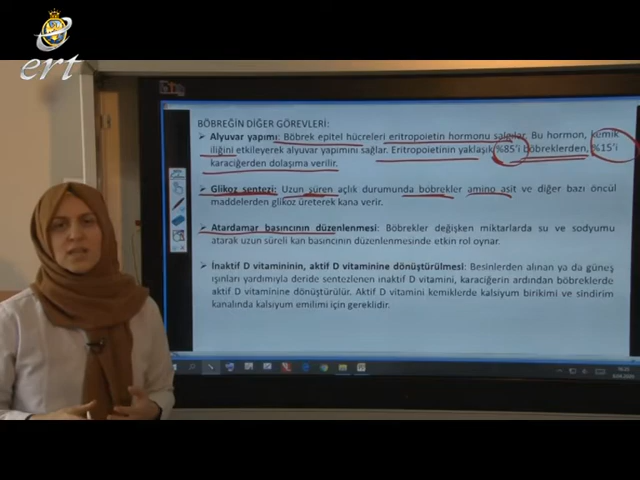 ert
BÖBREĞİN DİĞER GÖREVLERİ:
➢ Alyuvar yapımı: Böbrek epitel hücreleri eritropoietin hormonu salgılar. Bu hormon, kemik
iliğini etkileyerek alyuvar yapımını sağlar. Eritropoietinin yaklaşık %85'i böbreklerden, %15'i
karaciğerden dolaşıma verilir.
➢ Glikoz sentezi: Uzun süren açlık durumunda böbrekler amino asit ve diğer bazı öncül
maddelerden glikoz üreterek kana verir.
➢ Atardamar basıncının düzenlenmesi: Böbrekler değişken miktarlarda su ve sodyumu
atarak uzun süreli kan basıncının düzenlenmesinde etkin rol oynar.
➢ İnaktif D vitamininin, aktif D vitaminine dönüştürülmesi: Besinlerden alınan ya da güneş
ışınları yardımıyla deride sentezlenen inaktif D vitamini, karaciğerin ardından böbreklerde
aktif D vitaminine dönüştürülür. Aktif D vitamini kemiklerde kalsiyum birikimi ve sindirim
kanalında kalsiyum emilimi için gereklidir.